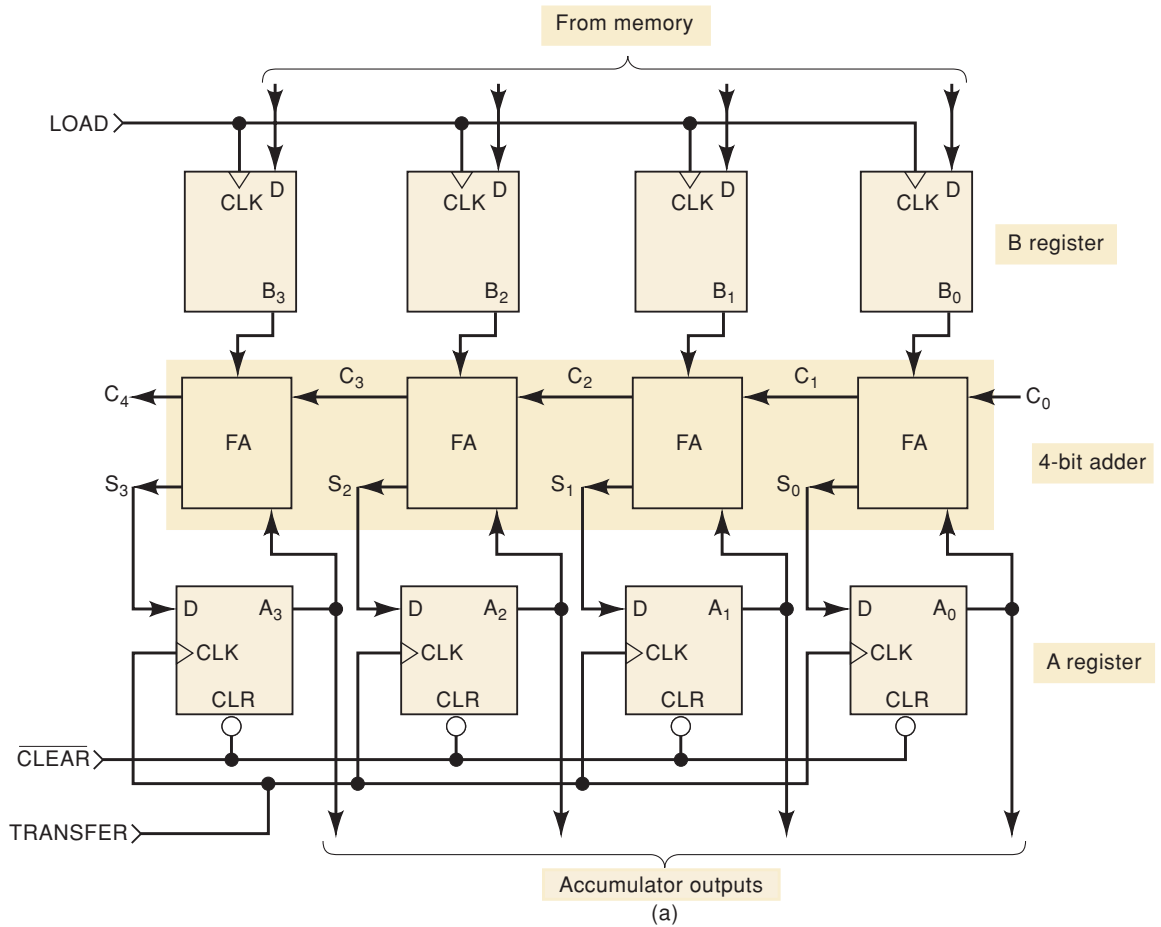 From memory
LOAD
D D D D
CLK CLK CLK CLK
B register
B₃ B₂ B₁ B₀
C₄ C₃ C₂ C₁ C₀
FA FA FA FA
4-bit adder
S₃ S₂ S₁ S₀
D A₃ D A₂ D A₁ D A₀
CLK CLK CLK CLK
A register
CLR CLR CLR CLR
C̅L̅E̅A̅R̅
TRANSFER
Accumulator outputs
(a)